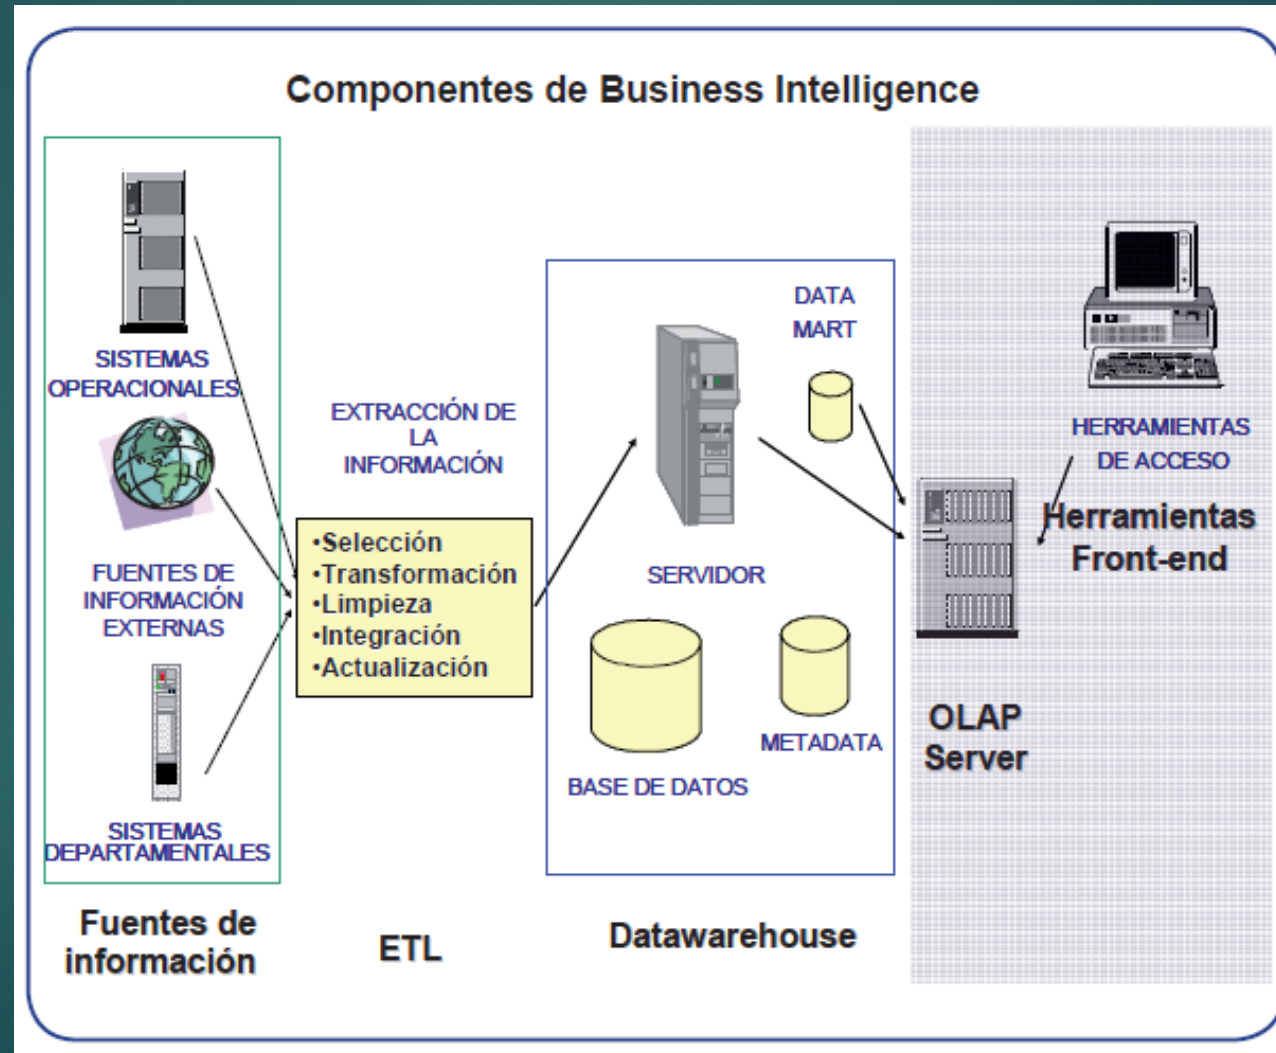 Componentes de Business Intelligence
SISTEMAS
OPERACIONALES
FUENTES DE
INFORMACIÓN
EXTERNAS
SISTEMAS
DEPARTAMENTALES
Fuentes de
información
EXTRACCIÓN DE
LA
INFORMACIÓN
•Selección
•Transformación
•Limpieza
•Integración
•Actualización
ETL
DATA
MART
SERVIDOR
METADATA
BASE DE DATOS
Datawarehouse
OLAP
Server
HERRAMIENTAS
DE ACCESO
Herramientas
Front-end